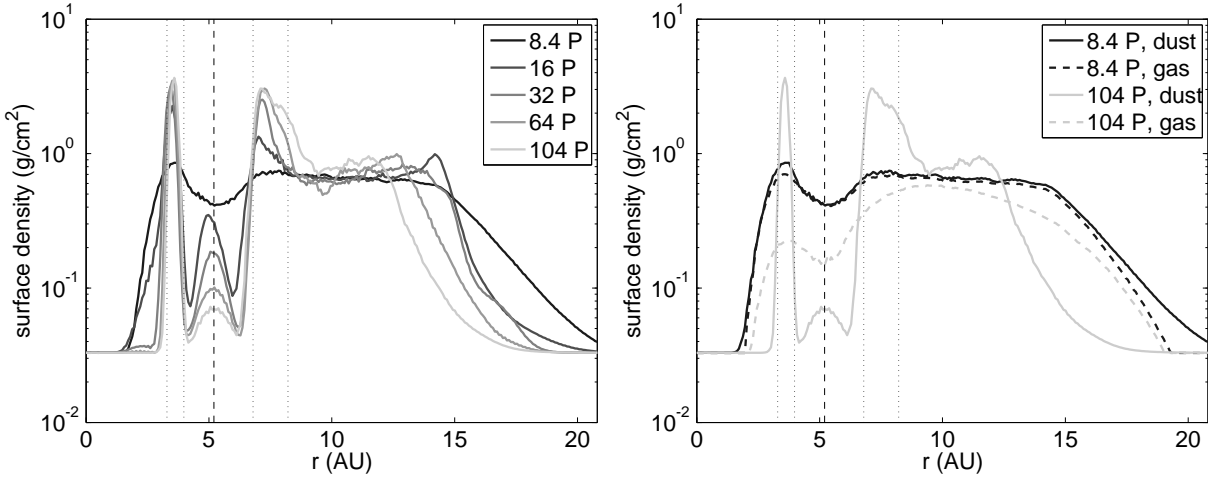 10^1
10^0
10^-1
10^-2
surface density (g/cm^2)
0
5
10
15
20
r (AU)
8.4 P
16 P
32 P
64 P
104 P
10^1
10^0
10^-1
10^-2
surface density (g/cm^2)
0
5
10
15
20
r (AU)
8.4 P, dust
8.4 P, gas
104 P, dust
104 P, gas